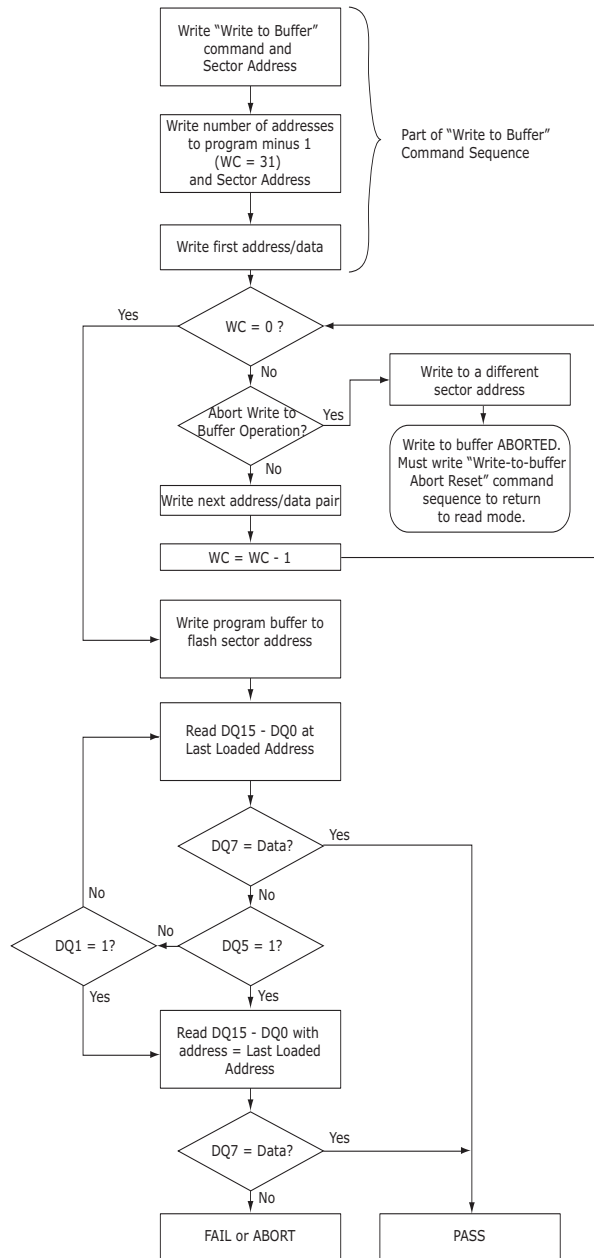 Write “Write to Buffer”
command and
Sector Address
Write number of addresses
to program minus 1
(WC = 31)
and Sector Address
Part of “Write to Buffer”
Command Sequence
Write first address/data
Yes
WC = 0 ?
No
Write to a different
sector address
Abort Write to
Buffer Operation?
Yes
No
Write to buffer ABORTED.
Must write “Write-to-buffer
Abort Reset” command
sequence to return
to read mode.
Write next address/data pair
WC = WC - 1
Write program buffer to
flash sector address
Read DQ15 - DQ0 at
Last Loaded Address
Yes
DQ7 = Data?
No
No
No
DQ1 = 1?
DQ5 = 1?
Yes
Yes
Read DQ15 - DQ0 with
address = Last Loaded
Address
Yes
DQ7 = Data?
No
FAIL or ABORT
PASS